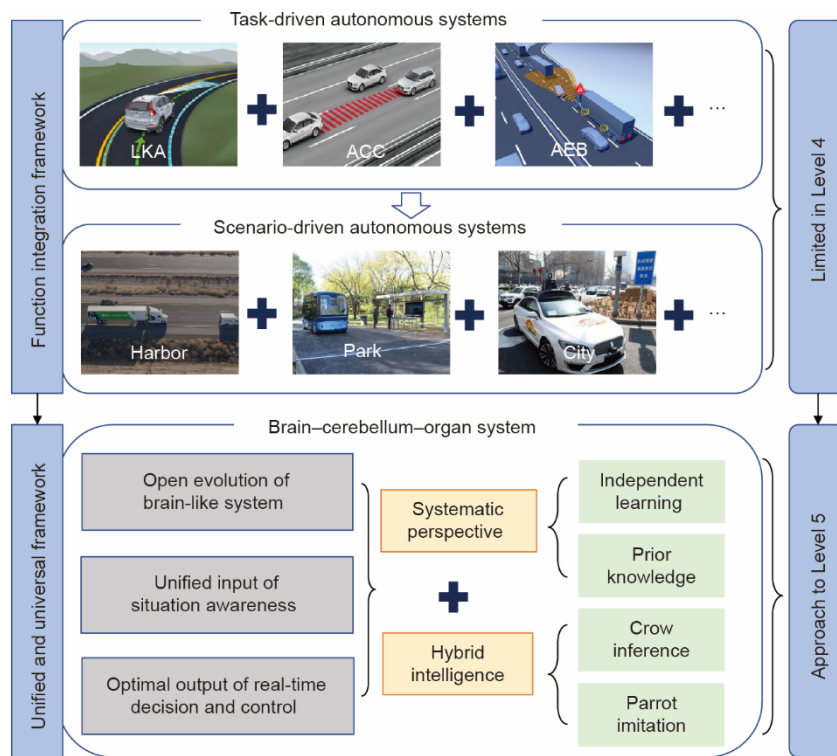 Task-driven autonomous systems
LKA
ACC
AEB
...
Function integration framework
Limited in Level 4
Scenario-driven autonomous systems
Harbor
Park
City
...
Brain–cerebellum–organ system
Unified and universal framework
Approach to Level 5
Open evolution of
brain-like system
Unified input of
situation awareness
Optimal output of real-time
decision and control
Systematic
perspective
Hybrid
intelligence
Independent
learning
Prior
knowledge
Crow
inference
Parrot
imitation